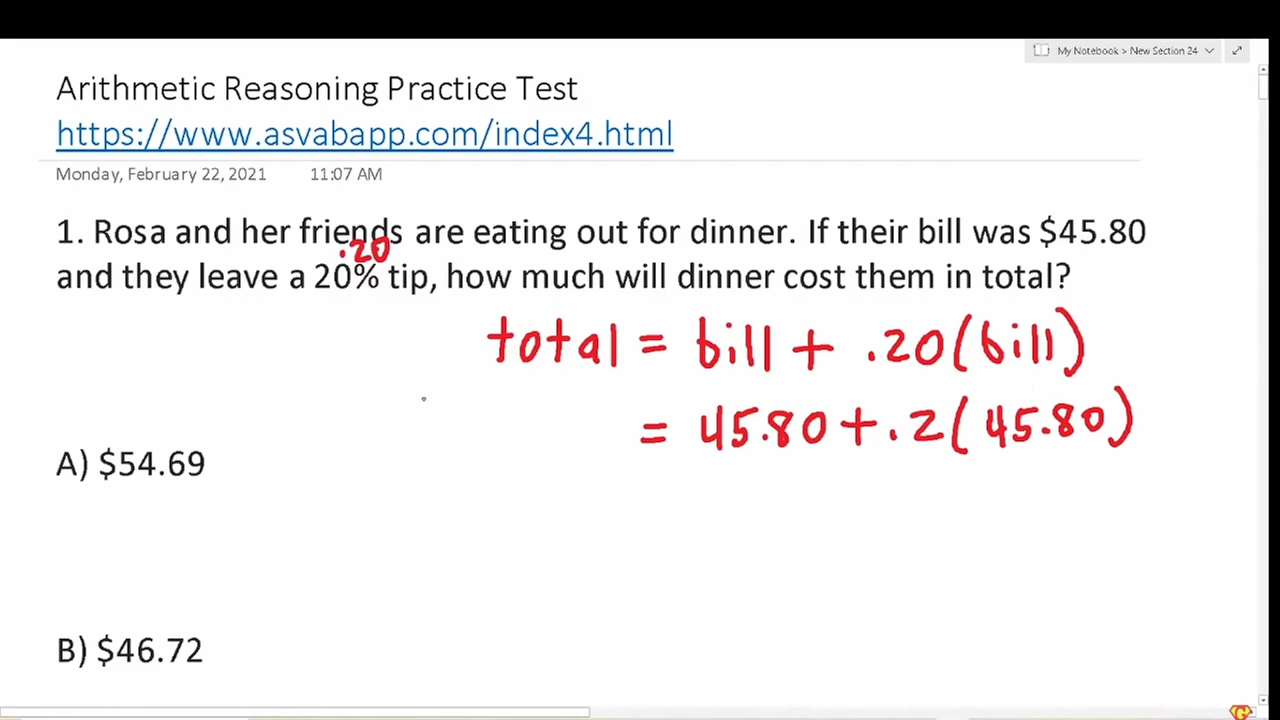 My Notebook > New Section 24
Arithmetic Reasoning Practice Test
https://www.asvabapp.com/index4.html
Monday, February 22, 2021 11:07 AM
1. Rosa and her friends are eating out for dinner. If their bill was $45.80
.20
and they leave a 20% tip, how much will dinner cost them in total?
total = bill + .20(bill)
= 45.80 + .2(45.80)
A) $54.69
B) $46.72